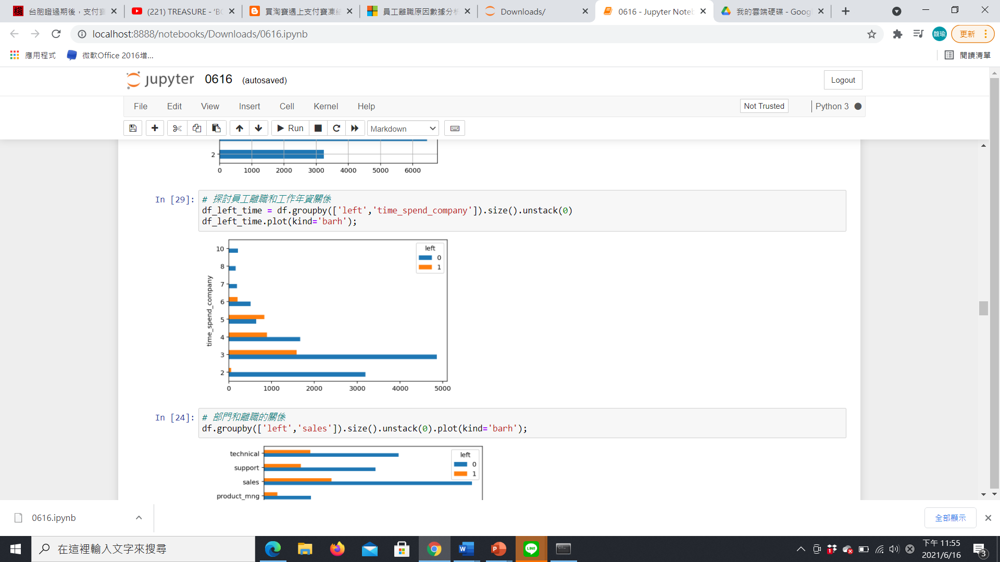 台胞證過期後，支付寶
(221) TREASURE - ‘BO
買淘寶遇上支付寶凍結
員工離職原因數據分析
Downloads/
0616 - Jupyter Noteb
我的雲端硬碟 - Goog
localhost:8888/notebooks/Downloads/0616.ipynb
馥瑜
更新
應用程式
微軟Office 2016增...
閱讀清單
jupyter 0616 (autosaved)
Logout
File Edit View Insert Cell Kernel Help
Not Trusted
Python 3
Run
Markdown
2
0 1000 2000 3000 4000 5000 6000
In [29]:
# 探討員工離職和工作年資關係
df_left_time = df.groupby(['left','time_spend_company']).size().unstack(0)
df_left_time.plot(kind='barh');
left
0
1
10
8
7
6
5
4
3
2
time_spend_company
0 1000 2000 3000 4000 5000
In [24]:
# 部門和離職的關係
df.groupby(['left','sales']).size().unstack(0).plot(kind='barh');
left
0
1
technical
support
sales
product_mng
0616.ipynb
全部顯示
在這裡輸入文字來搜尋
下午 11:55
2021/6/16
1
3